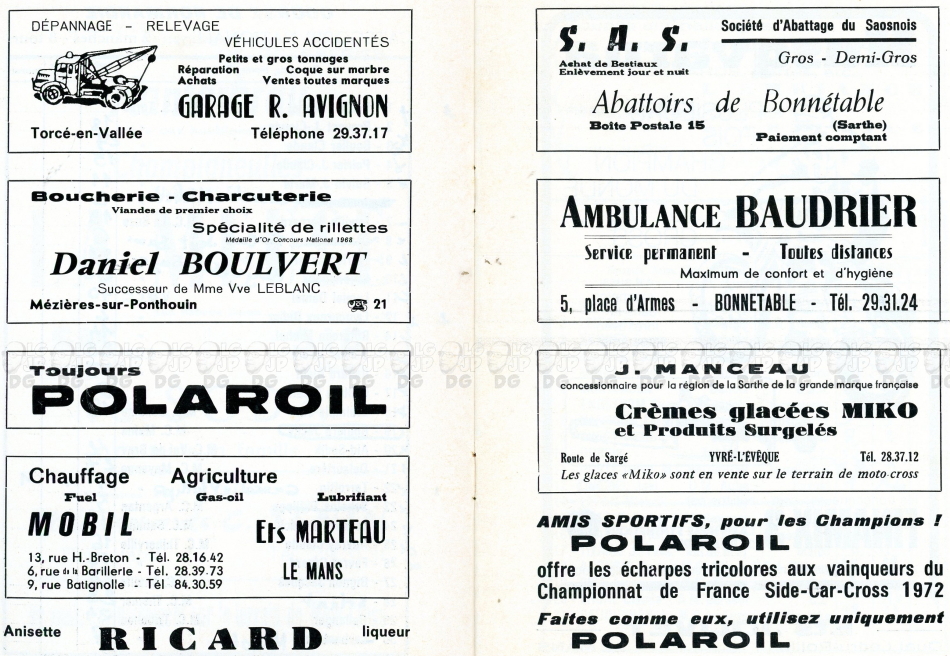 DÉPANNAGE - RELEVAGE
VÉHICULES ACCIDENTÉS
Petits et gros tonnages
Réparation Coque sur marbre
Achats Ventes toutes marques
GARAGE R. AVIGNON
Torcé-en-Vallée Téléphone 29.37.17
Boucherie - Charcuterie
Viandes de premier choix
Spécialité de rillettes
Médaille d'Or Concours National 1968
Daniel BOULVERT
Successeur de Mme Vve LEBLANC
Mézières-sur-Ponthouin ☎ 21
Toujours
POLAROIL
Chauffage Agriculture
Fuel Gas-oil Lubrifiant
MOBIL Ets MARTEAU
LE MANS
13, rue H.-Breton - Tél. 28.16.42
6, rue de la Barillerie - Tél. 28.39-73
9, rue Batignolle - Tél 84.30.59
Anisette RICARD liqueur
S. A. S. Société d'Abattage du Saosnois
Achat de Bestiaux
Enlèvement jour et nuit
Gros - Demi-Gros
Abattoirs de Bonnétable
Boite Postale 15 (Sarthe)
Paiement comptant
AMBULANCE BAUDRIER
Service permanent - Toutes distances
Maximum de confort et d'hygiène
5, place d'Armes - BONNETABLE - Tél. 29.31.24
J. MANCEAU
concessionnaire pour la région de la Sarthe de la grande marque française
Crèmes glacées MIKO
et Produits Surgelés
Route de Sargé YVRÉ-L'ÉVÊQUE Tél. 28.37.12
Les glaces «Miko» sont en vente sur le terrain de moto-cross
AMIS SPORTIFS, pour les Champions !
POLAROIL
offre les écharpes tricolores aux vainqueurs du
Championnat de France Side-Car-Cross 1972
Faites comme eux, utilisez uniquement
POLAROIL